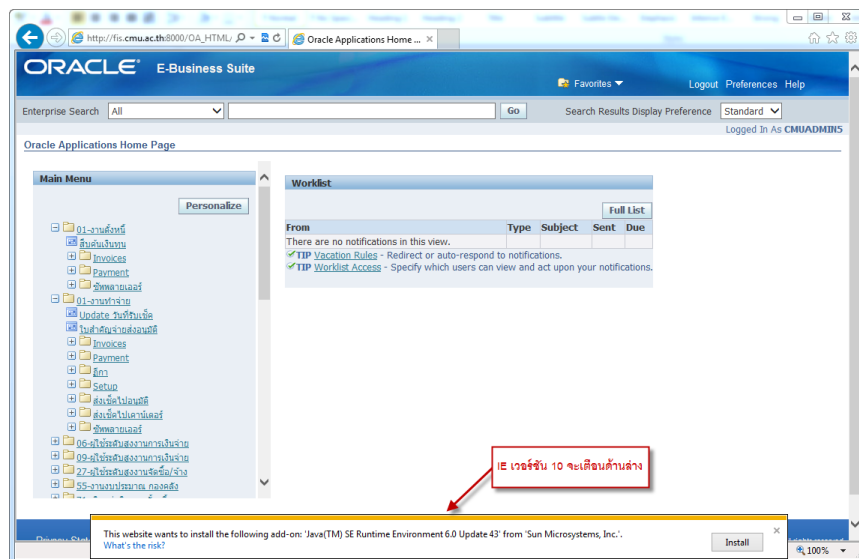 http://fis.cmu.ac.th:8000/OA_HTML/
Oracle Applications Home ...
ORACLE E-Business Suite
Favorites
Logout Preferences Help
Enterprise Search All Go Search Results Display Preference Standard
Logged In As CMUADMIN5
Oracle Applications Home Page
Main Menu
Personalize
01-งานตั้งหนี้
สืบค้นเงินทุน
Invoices
Payment
ซัพพลายเออร์
01-งานทำจ่าย
Update วันที่รับเช็ค
ใบสำคัญจ่ายส่งอนุมัติ
Invoices
Payment
ฎีกา
Setup
ส่งเช็คไปอนุมัติ
ส่งเช็คไปเคาน์เตอร์
ซัพพลายเออร์
06-ผู้ใช้ระดับสูงงานการเงินจ่าย
09-ผู้ใช้ระดับสูงงานการเงินจ่าย
27-ผู้ใช้ระดับสูงงานจัดซื้อ/จ้าง
55-งานงบประมาณ กองคลัง
Worklist
Full List
From Type Subject Sent Due
There are no notifications in this view.
TIP Vacation Rules - Redirect or auto-respond to notifications.
TIP Worklist Access - Specify which users can view and act upon your notifications.
IE เวอร์ชัน 10 จะเตือนด้านล่าง
This website wants to install the following add-on: 'Java(TM) SE Runtime Environment 6.0 Update 43' from 'Sun Microsystems, Inc.'.
What's the risk?
Install
100%